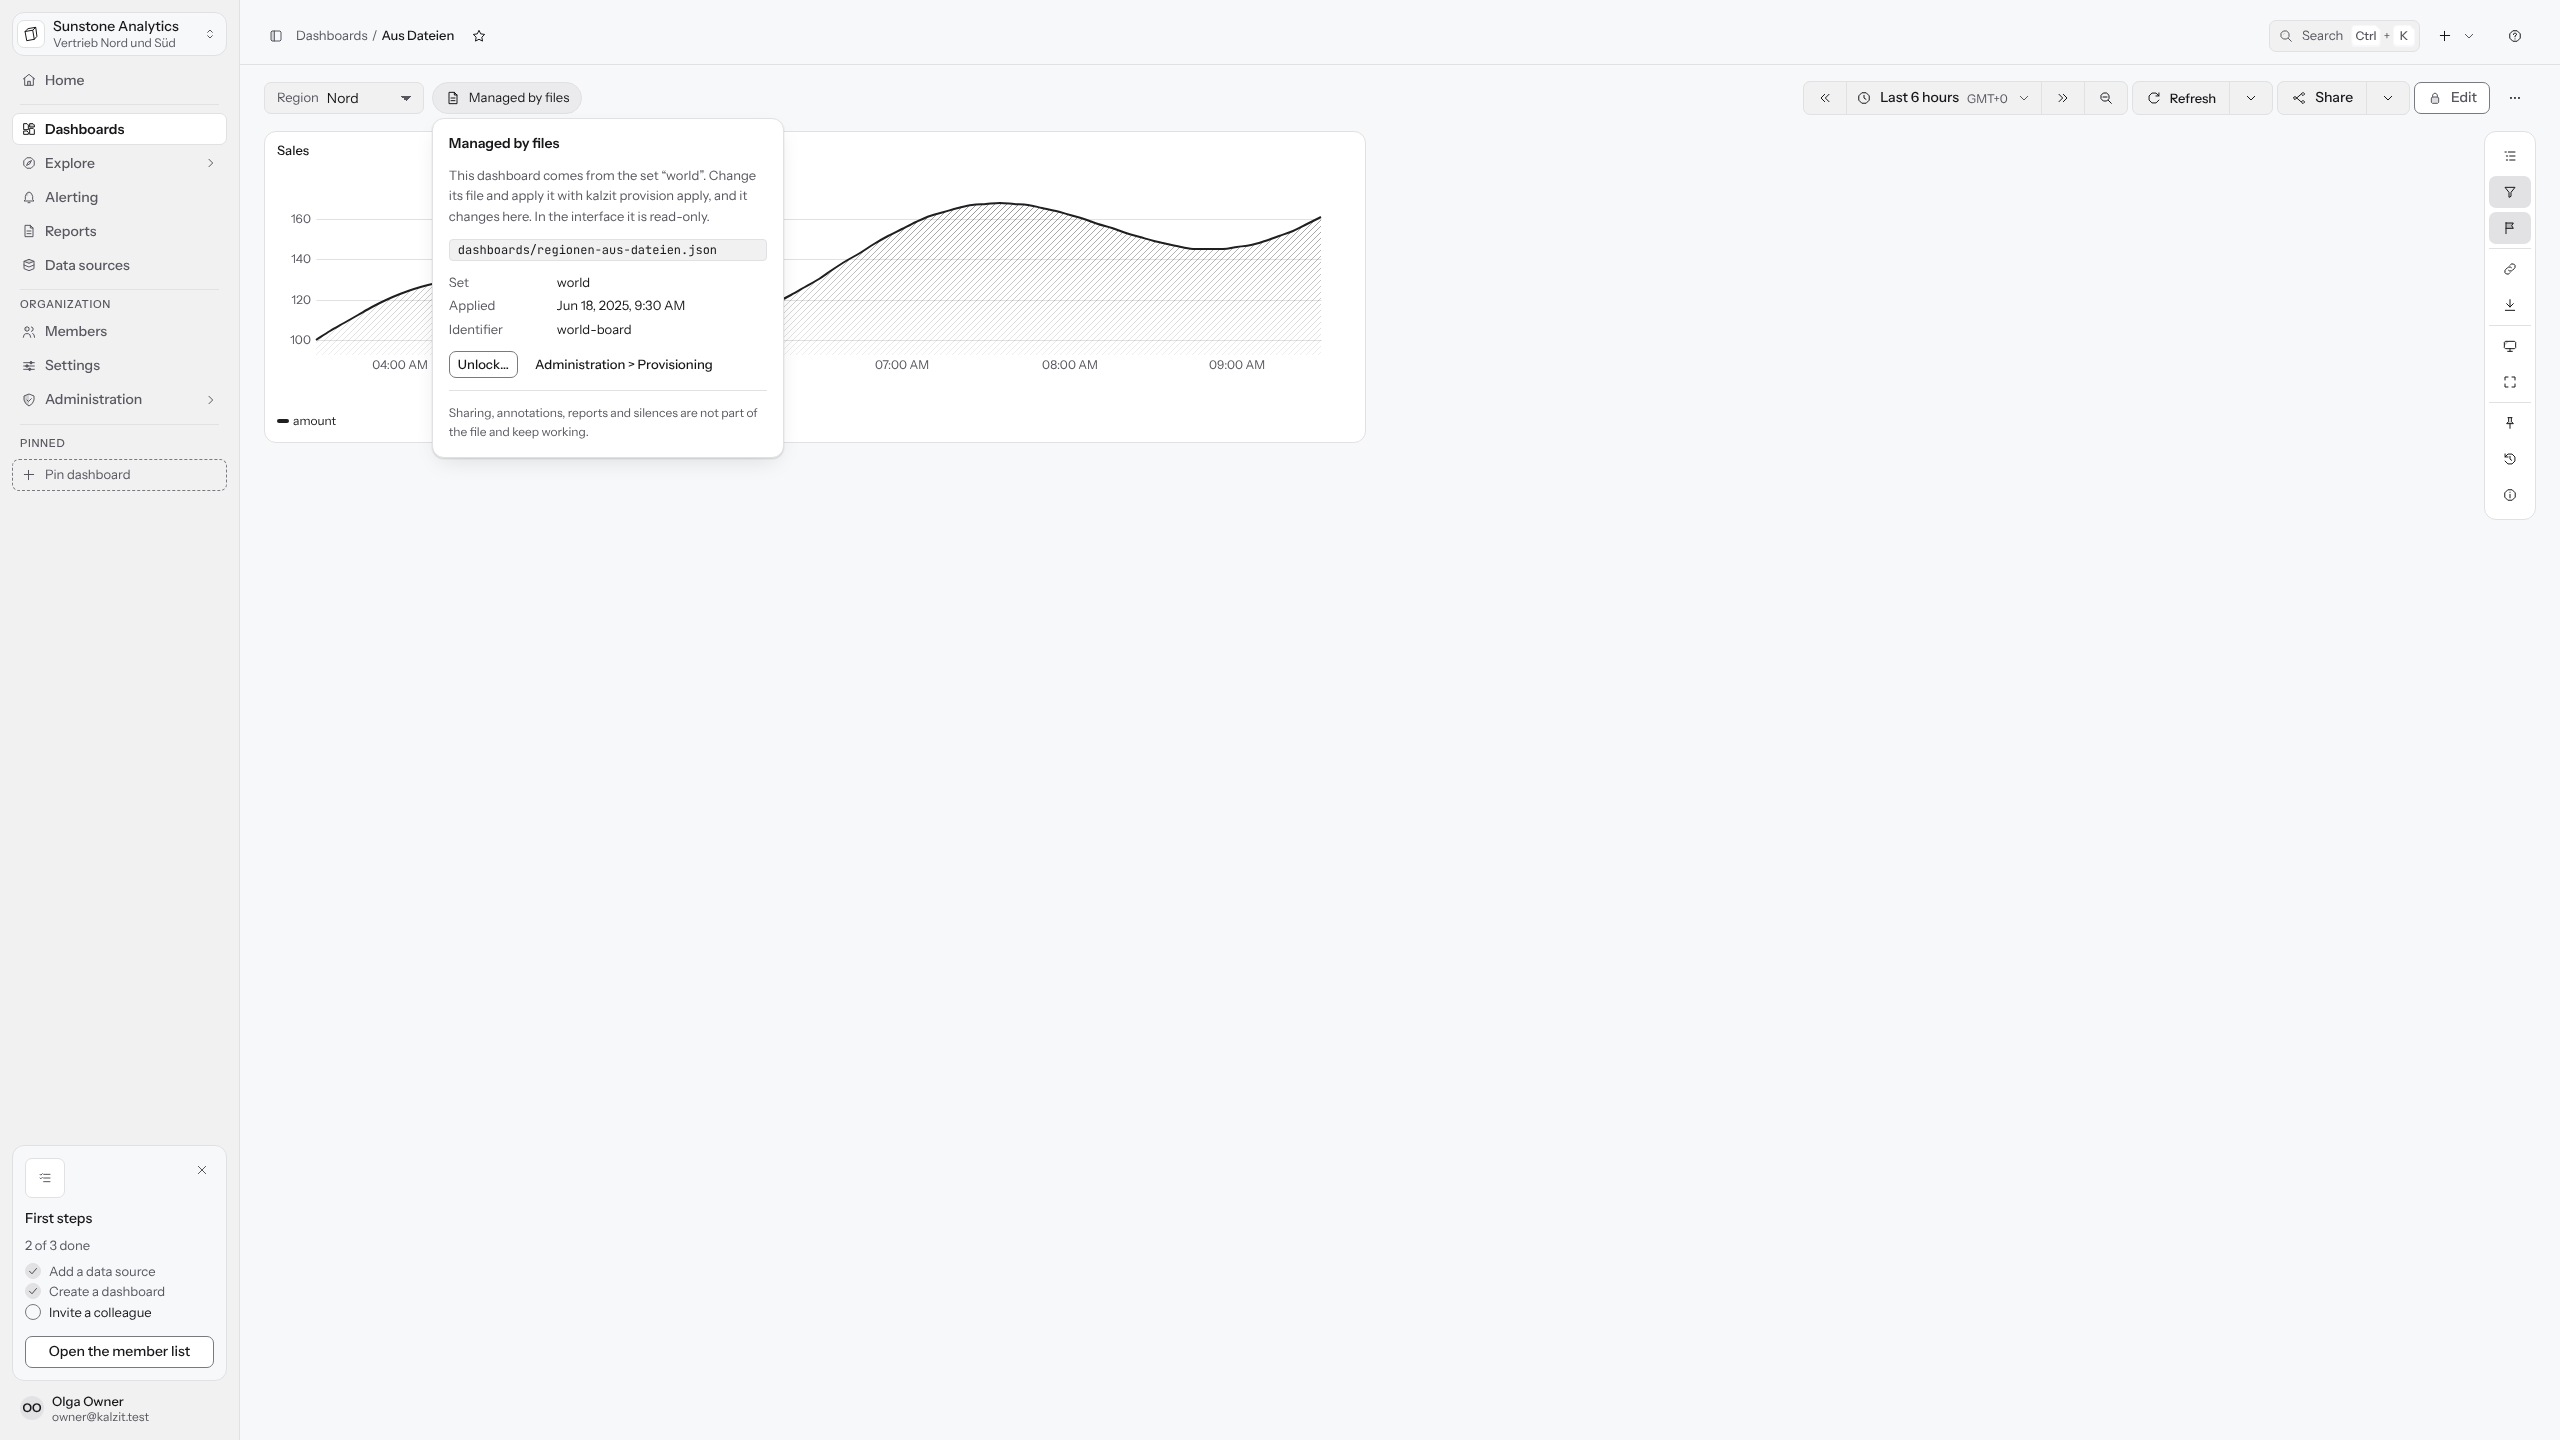 Sunstone Analytics
Vertrieb Nord und Süd
Home
Dashboards
Explore
Alerting
Reports
Data sources
ORGANIZATION
Members
Settings
Administration
PINNED
Pin dashboard
First steps
2 of 3 done
Add a data source
Create a dashboard
Invite a colleague
Open the member list
OO
Olga Owner
owner@kalzit.test
Dashboards / Aus Dateien
Search Ctrl + K
Region Nord
Managed by files
Last 6 hours GMT+0
Refresh
Share
Edit
Sales
160
140
120
100
04:00 AM
07:00 AM
08:00 AM
09:00 AM
amount
Managed by files
This dashboard comes from the set “world”. Change
its file and apply it with kalzit provision apply, and it
changes here. In the interface it is read-only.
dashboards/regionen-aus-dateien.json
Set world
Applied Jun 18, 2025, 9:30 AM
Identifier world-board
Unlock...
Administration > Provisioning
Sharing, annotations, reports and silences are not part of
the file and keep working.